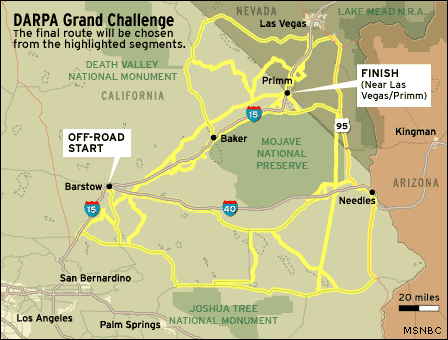 DARPA Grand Challenge
The final route will be chosen
from the highlighted segments.
NEVADA
Las Vegas
LAKE MEAD N.R.A.
DEATH VALLEY
NATIONAL MONUMENT
CALIFORNIA
Primm
FINISH
(Near Las
Vegas/Primm)
15
95
OFF-ROAD
START
Baker
MOJAVE
NATIONAL
PRESERVE
Kingman
ARIZONA
Barstow
15
40
Needles
San Bernardino
Los Angeles
Palm Springs
JOSHUA TREE
NATIONAL MONUMENT
20 miles
MSNBC